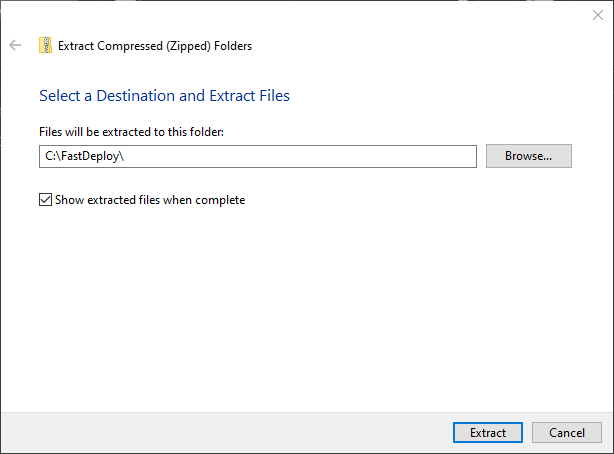 Extract Compressed (Zipped) Folders
Select a Destination and Extract Files
Files will be extracted to this folder:
C:\FastDeploy\
Browse...
Show extracted files when complete
Extract
Cancel